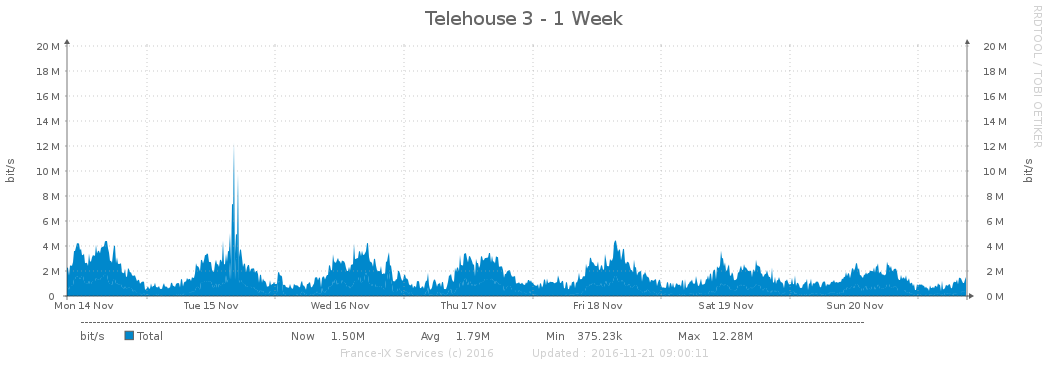 Telehouse 3 - 1 Week
RRDTOOL / TOBI OETIKER
20 M 20 M
18 M 18 M
16 M 16 M
14 M 14 M
12 M 12 M
10 M 10 M
8 M 8 M
6 M 6 M
4 M 4 M
2 M 2 M
0 0 M
bit/s
bit/s
Mon 14 Nov Tue 15 Nov Wed 16 Nov Thu 17 Nov Fri 18 Nov Sat 19 Nov Sun 20 Nov
bit/s Total Now 1.50M Avg 1.79M Min 375.23k Max 12.28M
France-IX Services (c) 2016 Updated : 2016-11-21 09:00:11